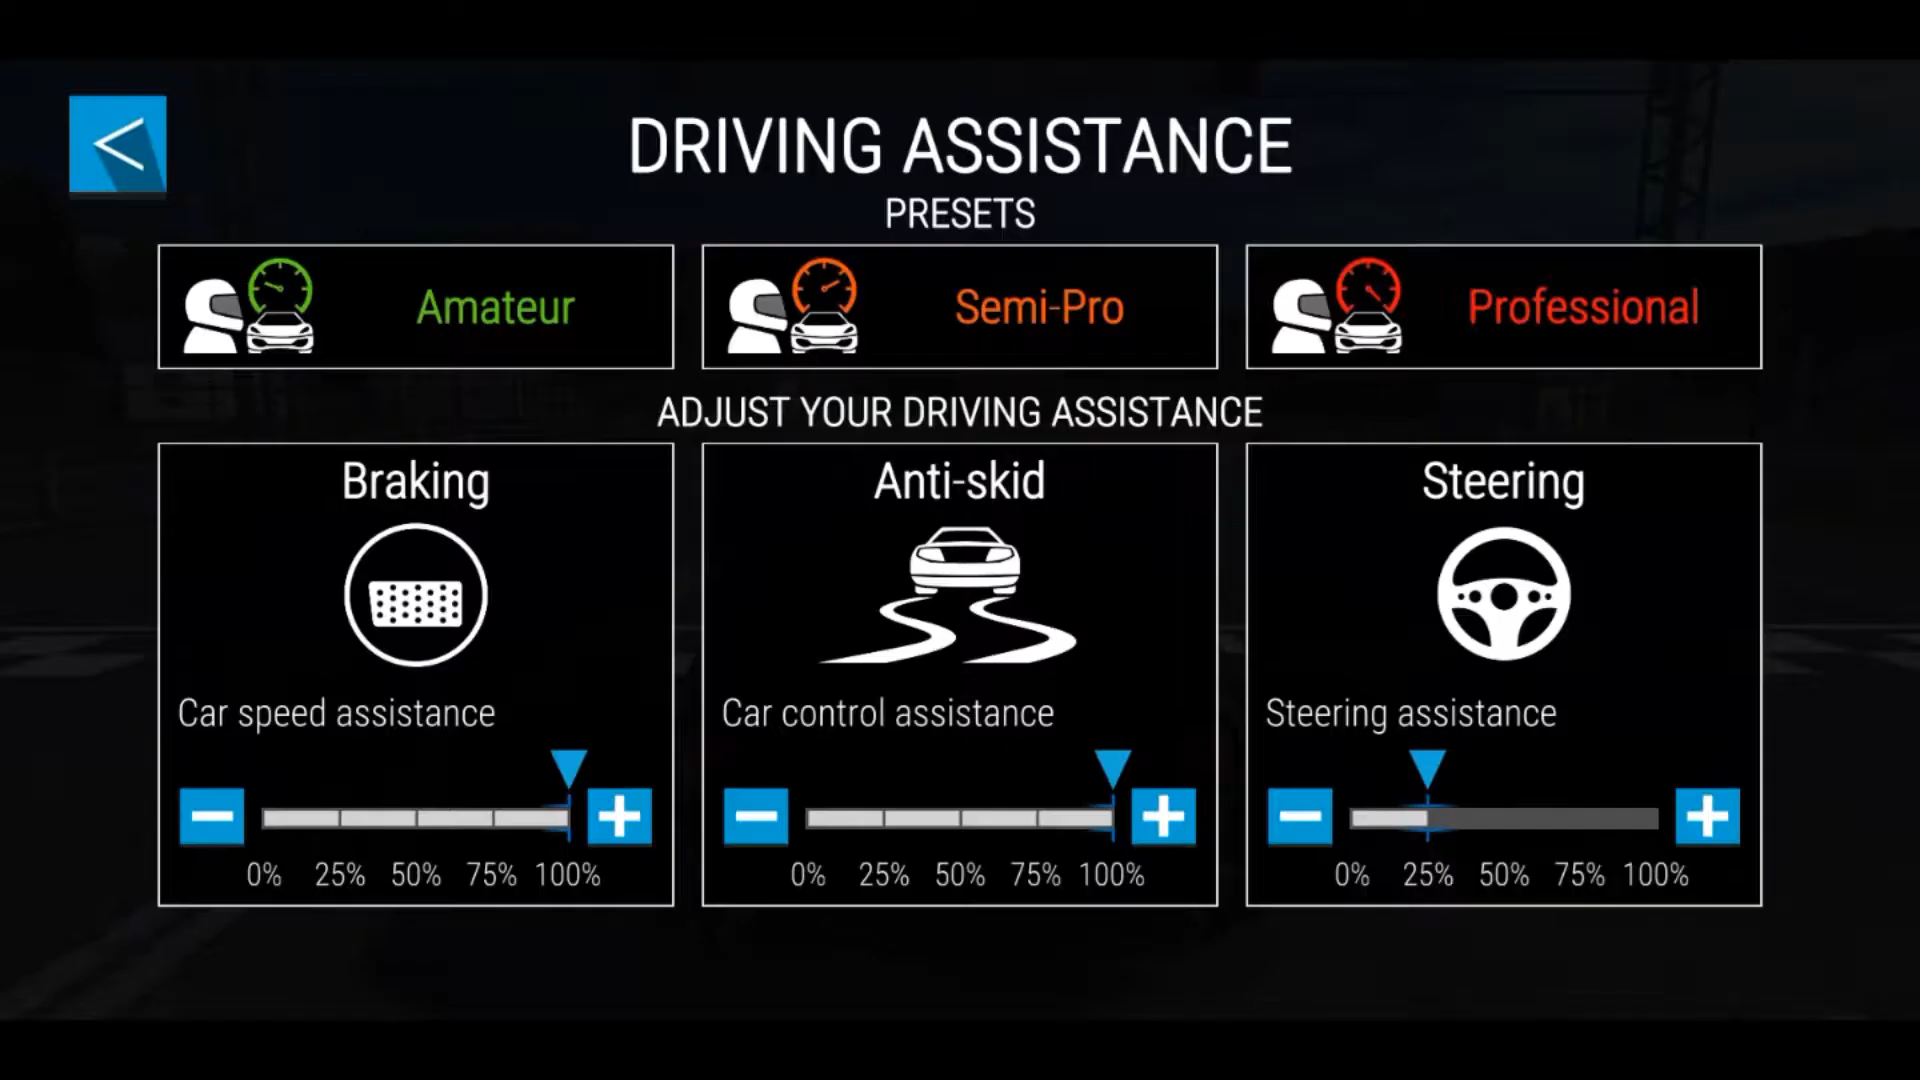 DRIVING ASSISTANCE
PRESETS
Amateur
Semi-Pro
Professional
ADJUST YOUR DRIVING ASSISTANCE
Braking
Car speed assistance
0% 25% 50% 75% 100%
Anti-skid
Car control assistance
0% 25% 50% 75% 100%
Steering
Steering assistance
0% 25% 50% 75% 100%